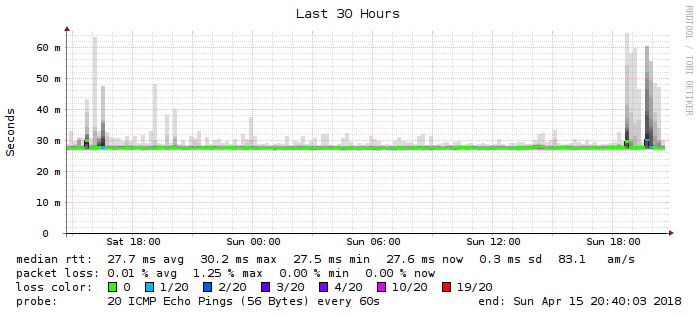 Last 30 Hours
RRDTOOL / TOBI OETIKER
Seconds
60 m
50 m
40 m
30 m
20 m
10 m
0
Sat 18:00 Sun 00:00 Sun 06:00 Sun 12:00 Sun 18:00
median rtt: 27.7 ms avg 30.2 ms max 27.5 ms min 27.6 ms now 0.3 ms sd 83.1 am/s
packet loss: 0.01 % avg 1.25 % max 0.00 % min 0.00 % now
loss color: 0 1/20 2/20 3/20 4/20 10/20 19/20
probe: 20 ICMP Echo Pings (56 Bytes) every 60s end: Sun Apr 15 20:40:03 2018